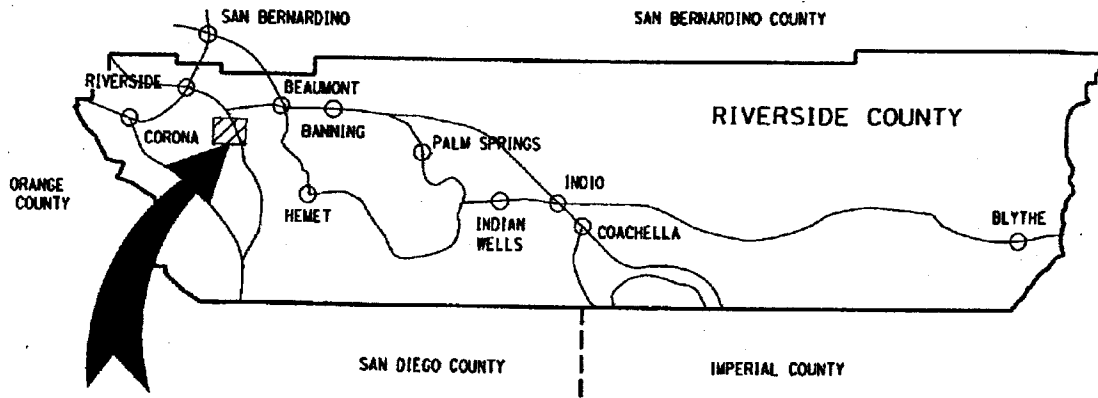 SAN BERNARDINO
SAN BERNARDINO COUNTY
RIVERSIDE
BEAUMONT
RIVERSIDE COUNTY
CORONA
BANNING
PALM SPRINGS
ORANGE
COUNTY
HEMET
INDIO
INDIAN
WELLS
COACHELLA
BLYTHE
SAN DIEGO COUNTY
IMPERIAL COUNTY